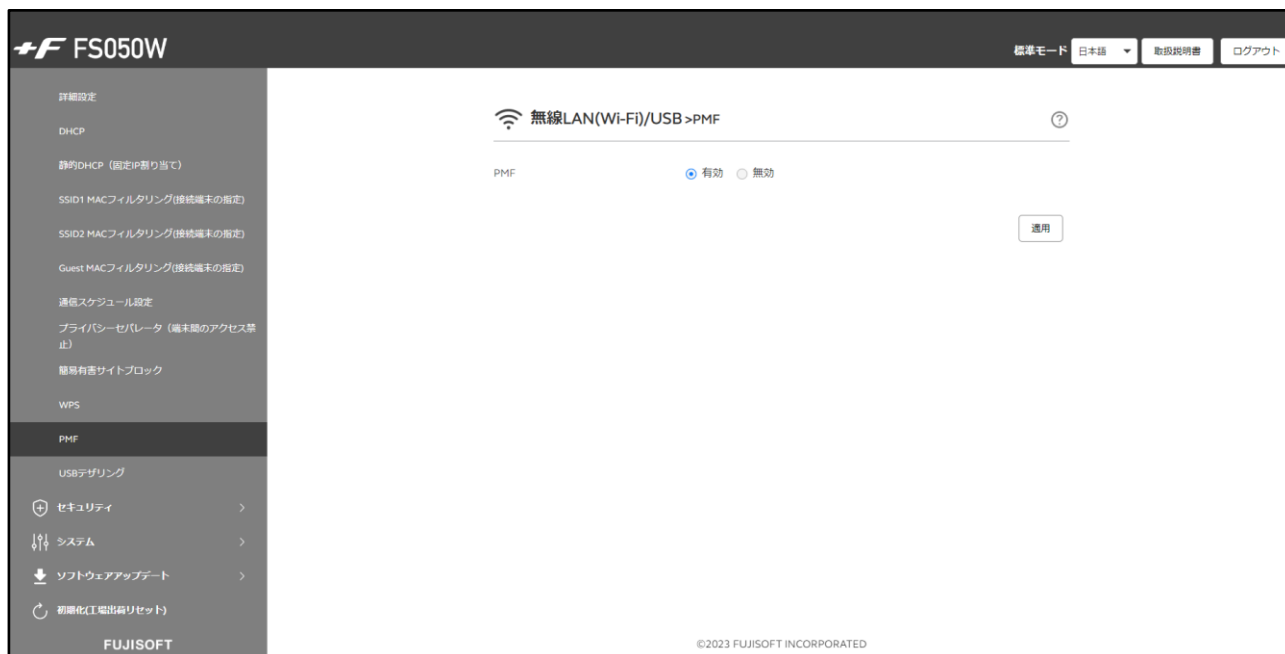 +F FS050W
標準モード 日本語 取扱説明書 ログアウト
詳細設定
DHCP
静的DHCP（固定IP割り当て）
SSID1 MACフィルタリング(接続端末の指定)
SSID2 MACフィルタリング(接続端末の指定)
Guest MACフィルタリング(接続端末の指定)
通信スケジュール設定
プライバシーセパレータ（端末間のアクセス禁
止）
簡易有害サイトブロック
WPS
PMF
USBテザリング
セキュリティ
システム
ソフトウェアアップデート
初期化(工場出荷リセット)
FUJISOFT
無線LAN(Wi-Fi)/USB >PMF
PMF 有効 無効
適用
©2023 FUJISOFT INCORPORATED